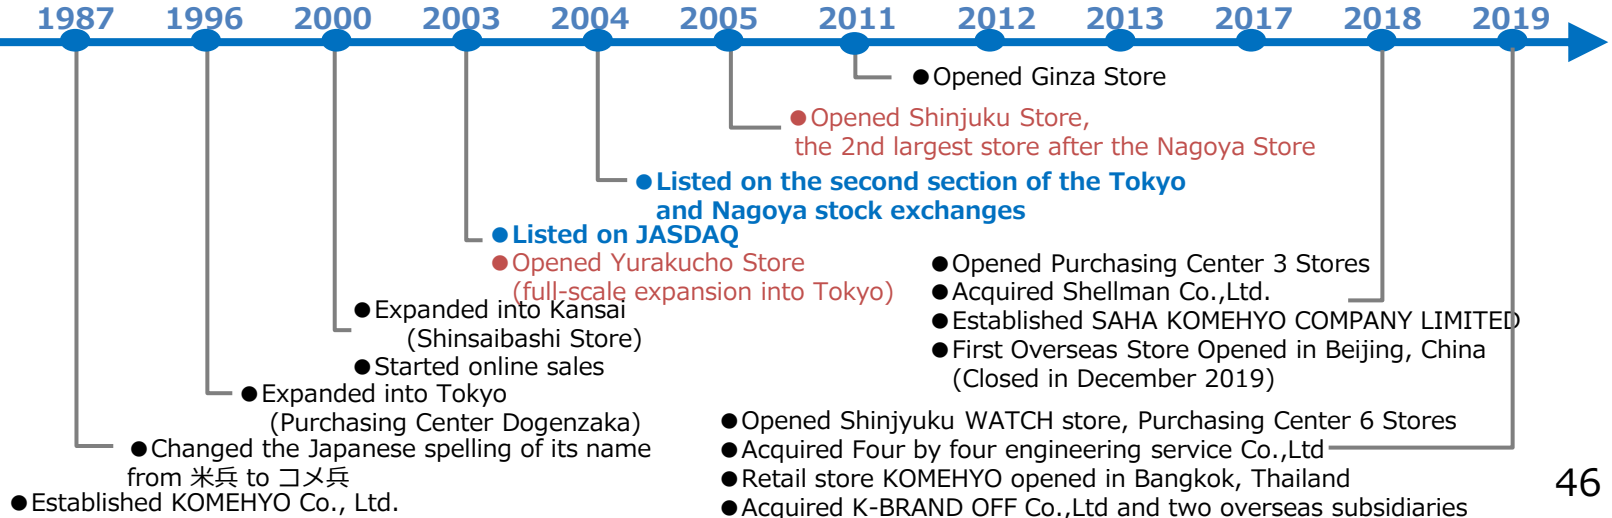 1987 1996 2000 2003 2004 2005 2011 2012 2013 2017 2018 2019
●Opened Ginza Store
●Opened Shinjuku Store,
the 2nd largest store after the Nagoya Store
●Listed on the second section of the Tokyo
and Nagoya stock exchanges
●Listed on JASDAQ
●Opened Yurakucho Store
(full-scale expansion into Tokyo)
●Expanded into Kansai
(Shinsaibashi Store)
●Started online sales
●Expanded into Tokyo
(Purchasing Center Dogenzaka)
●Changed the Japanese spelling of its name
from 米兵 to コメ兵
●Established KOMEHYO Co., Ltd.
●Opened Purchasing Center 3 Stores
●Acquired Shellman Co.,Ltd.
●Established SAHA KOMEHYO COMPANY LIMITED
●First Overseas Store Opened in Beijing, China
(Closed in December 2019)
●Opened Shinjyuku WATCH store, Purchasing Center 6 Stores
●Acquired Four by four engineering service Co.,Ltd
●Retail store KOMEHYO opened in Bangkok, Thailand
●Acquired K-BRAND OFF Co.,Ltd and two overseas subsidiaries
46